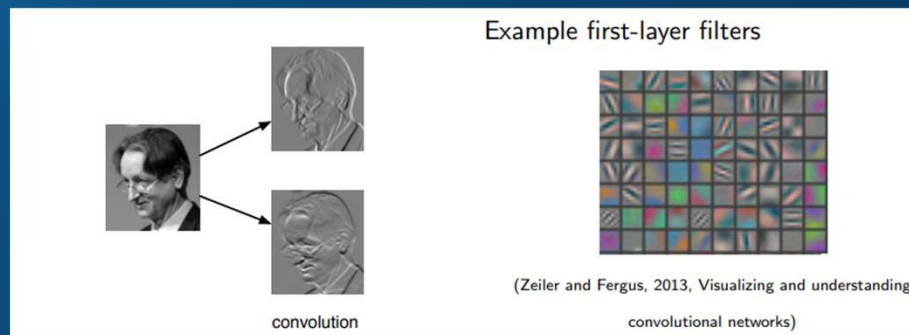 Example first-layer filters
convolution
(Zeiler and Fergus, 2013, Visualizing and understanding
convolutional networks)